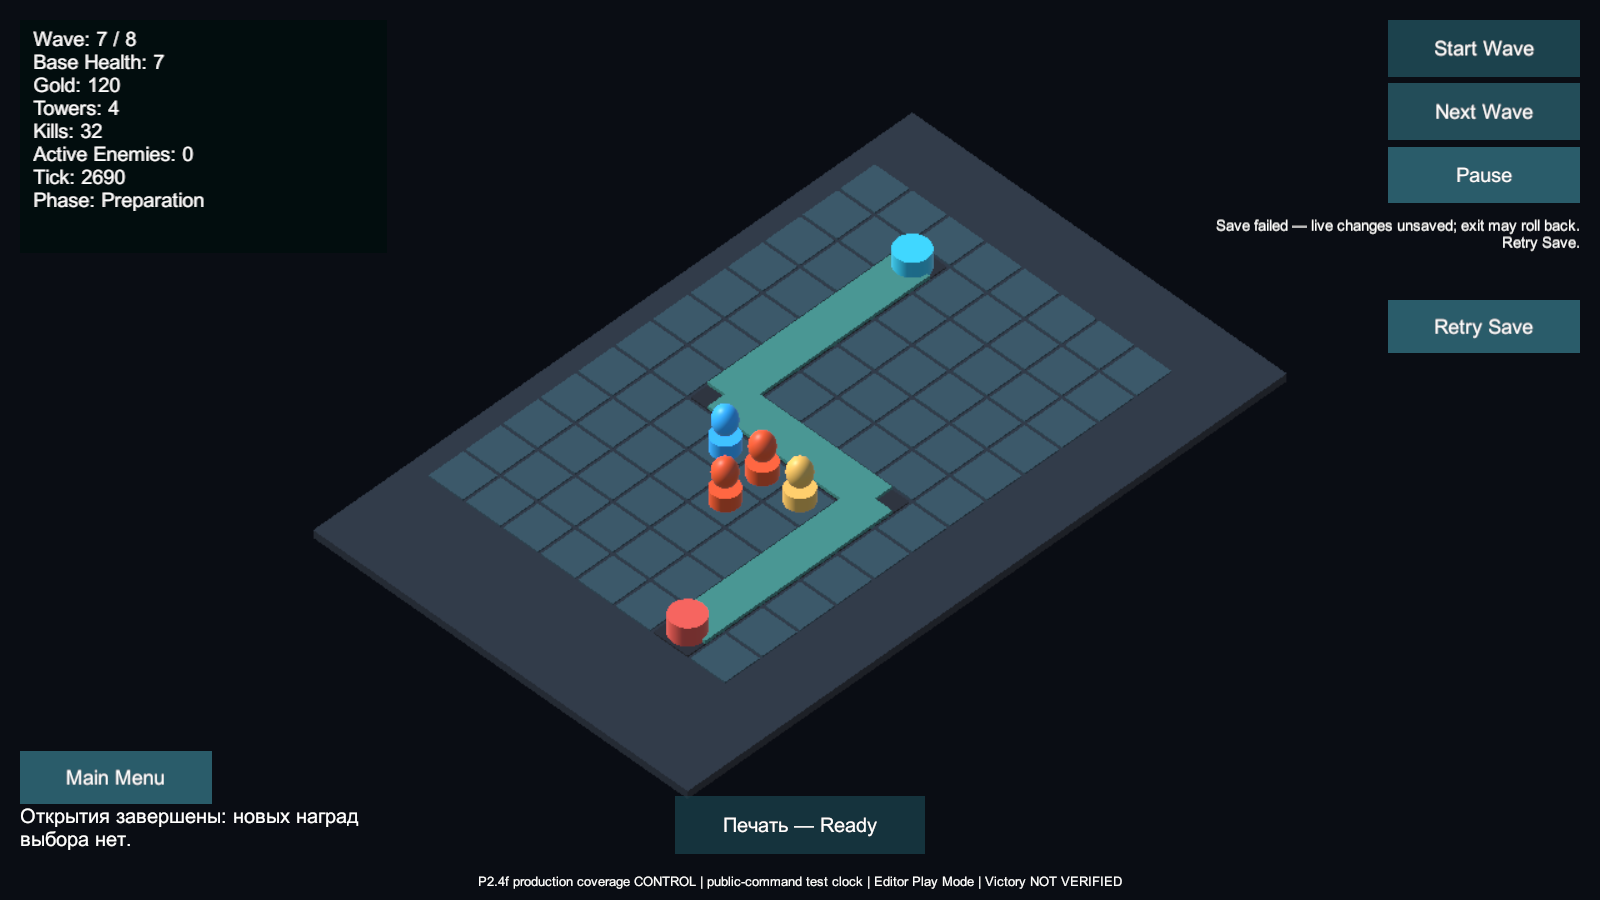 Wave: 7 / 8
Base Health: 7
Gold: 120
Towers: 4
Kills: 32
Active Enemies: 0
Tick: 2690
Phase: Preparation
Start Wave
Next Wave
Pause
Save failed — live changes unsaved; exit may roll back.
Retry Save.
Retry Save
Main Menu
Открытия завершены: новых наград
выбора нет.
Печать — Ready
P2.4f production coverage CONTROL | public-command test clock | Editor Play Mode | Victory NOT VERIFIED